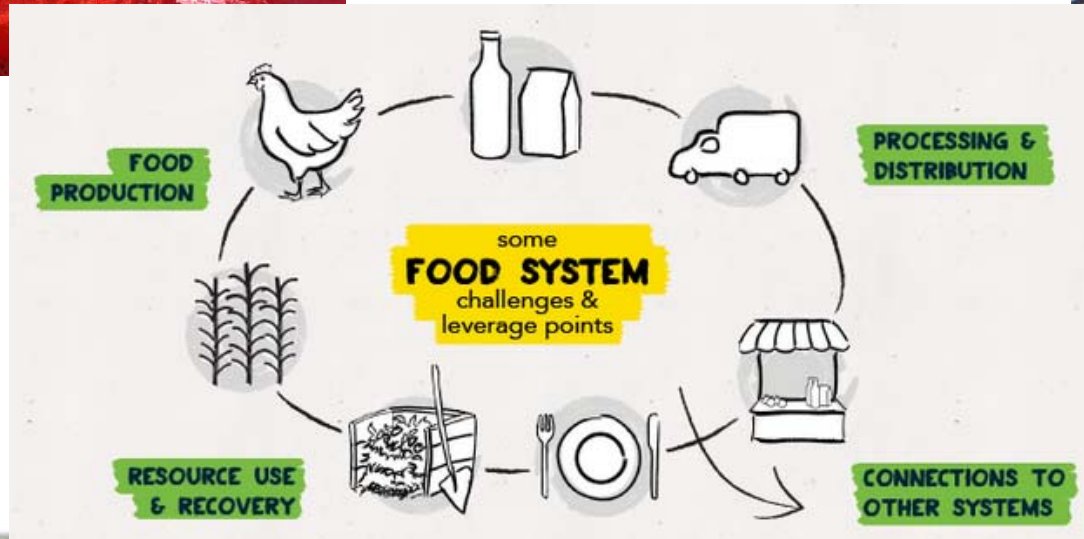 FOOD
PRODUCTION
PROCESSING &
DISTRIBUTION
some
FOOD SYSTEM
challenges &
leverage points
RESOURCE USE
& RECOVERY
CONNECTIONS TO
OTHER SYSTEMS